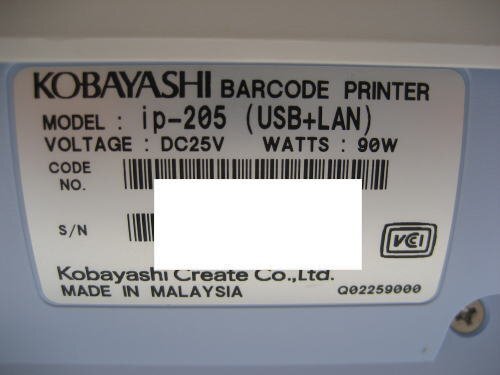 KOBAYASHI BARCODE PRINTER
MODEL : ip-205 (USB+LAN)
VOLTAGE : DC25V WATTS : 90W
CODE
NO.
S/N
VCI
Kobayashi Create Co.,Ltd.
MADE IN MALAYSIA Q02259000